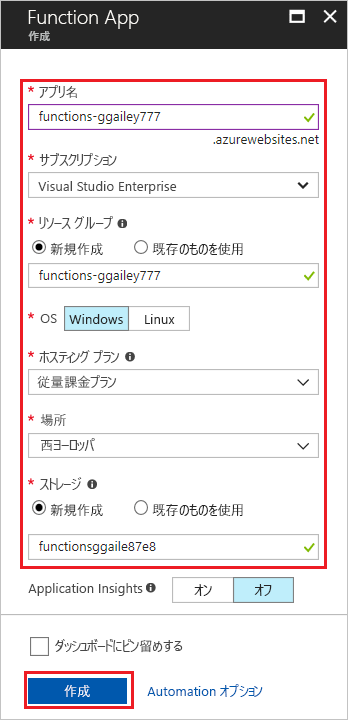 Function App
作成
* アプリ名
functions-ggailey777
.azurewebsites.net
* サブスクリプション
Visual Studio Enterprise
* リソース グループ
新規作成 既存のものを使用
functions-ggailey777
* OS Windows Linux
* ホスティング プラン
従量課金プラン
* 場所
西ヨーロッパ
* ストレージ
新規作成 既存のものを使用
functionsggaile87e8
Application Insights オン オフ
ダッシュボードにピン留めする
作成 Automation オプション